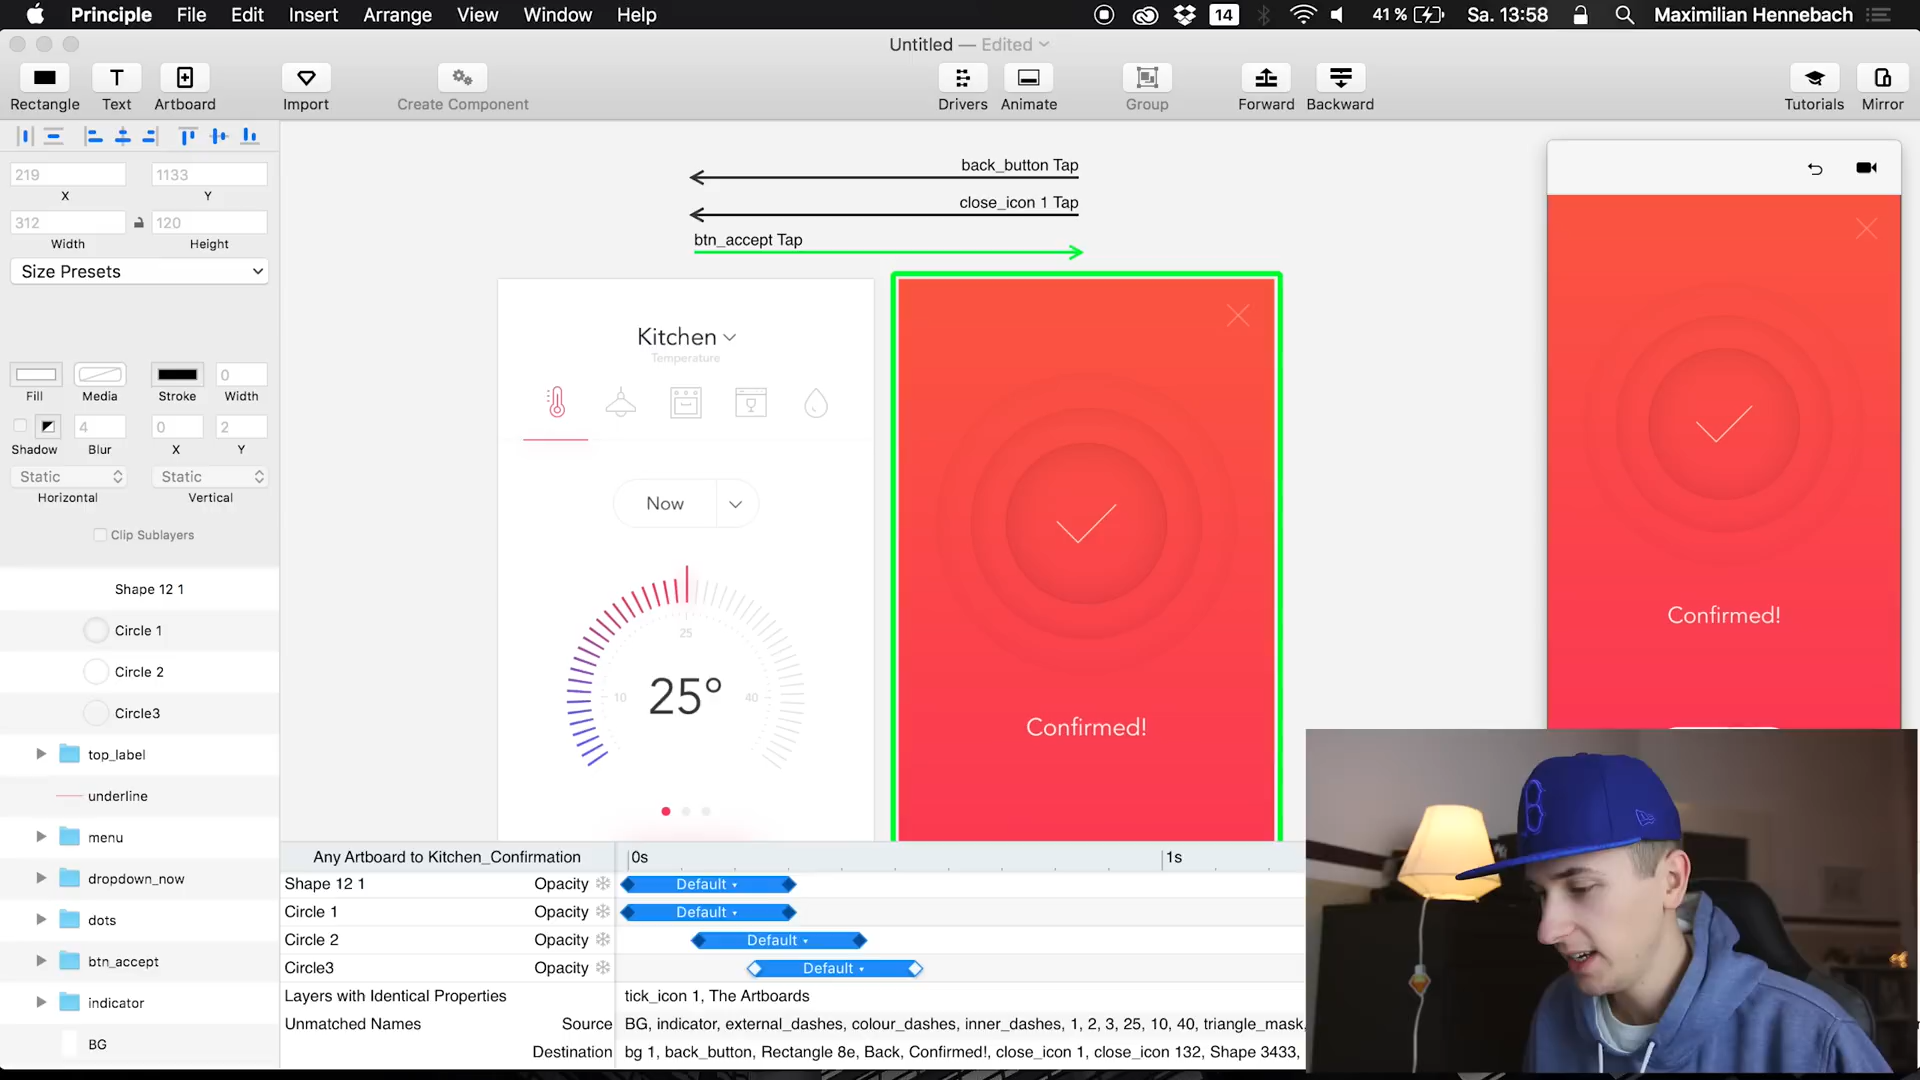 Principle File Edit Insert Arrange View Window Help 14 41 % Sa. 13:58 Maximilian Hennebach
Untitled — Edited
Rectangle Text Artboard Import Create Component Drivers Animate Group Forward Backward Tutorials Mirror
219 1133
X Y
312 120
Width Height
Size Presets
0
Fill Media Stroke Width
4 0 2
Shadow Blur X Y
Static Static
Horizontal Vertical
Clip Sublayers
Shape 12 1
Circle 1
Circle 2
Circle3
top_label
underline
menu
dropdown_now
dots
btn_accept
indicator
BG
back_button Tap
close_icon 1 Tap
btn_accept Tap
Kitchen
Temperature
Now
25
10 25° 40
Confirmed!
Confirmed!
Any Artboard to Kitchen_Confirmation 0s 1s
Shape 12 1 Opacity Default
Circle 1 Opacity Default
Circle 2 Opacity Default
Circle3 Opacity Default
Layers with Identical Properties tick_icon 1, The Artboards
Unmatched Names Source BG, indicator, external_dashes, colour_dashes, inner_dashes, 1, 2, 3, 25, 10, 40, triangle_mask,
Destination bg 1, back_button, Rectangle 8e, Back, Confirmed!, close_icon 1, close_icon 132, Shape 3433,
B